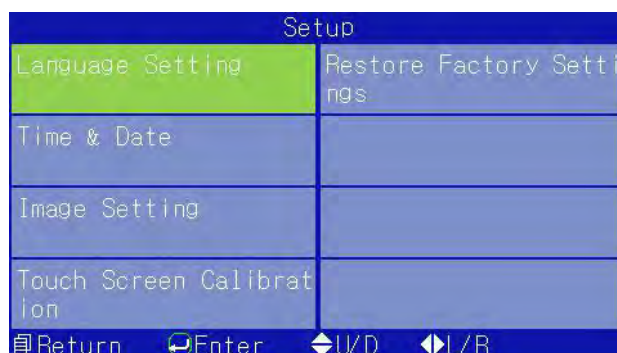 Setup
Language Setting
Restore Factory Setti
ngs
Time & Date
Image Setting
Touch Screen Calibrat
ion
Return Enter U/D L/R